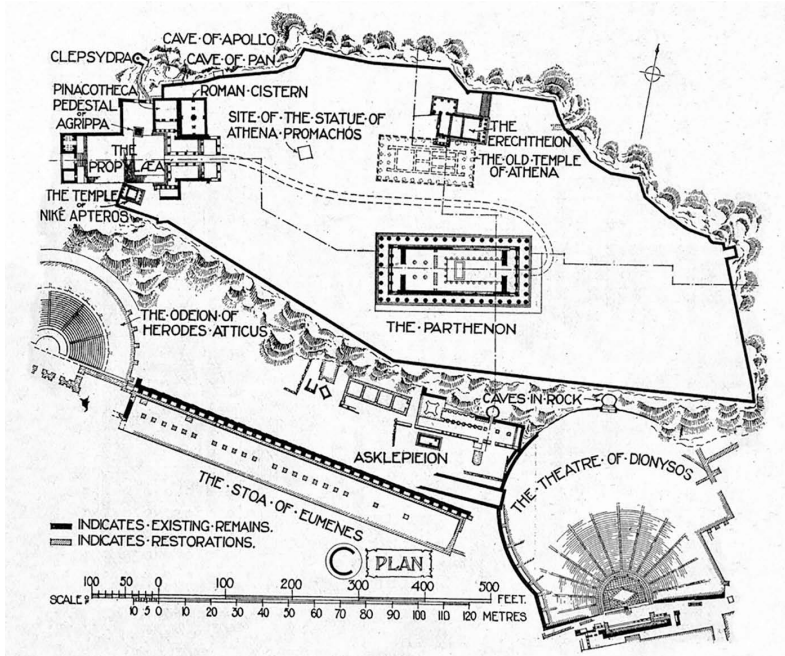 CAVE·OF·APOLLO
CLEPSYDRA
CAVE·OF·PAN
PINACOTHECA
ROMAN·CISTERN
PEDESTAL
OF
AGRIPPA
SITE·OF·THE·STATUE·OF
ATHENA·PROMACHOS
THE
ERECHTHEION
THE
PROPYLÆA
THE·OLD·TEMPLE
OF·ATHENA
THE·TEMPLE
OF
NIKÉ APTEROS
THE·ODEION·OF
HERODES·ATTICUS
THE·PARTHENON
CAVES·IN·ROCK
ASKLEPIEION
THE·THEATRE·OF·DIONYSOS
THE·STOA·OF·EUMENES
INDICATES·EXISTING·REMAINS.
INDICATES·RESTORATIONS.
C PLAN
100 50 0 100 200 300 400 500
SCALE OF FEET.
10 5 0 10 20 30 40 50 60 70 80 90 100 110 120 METRES